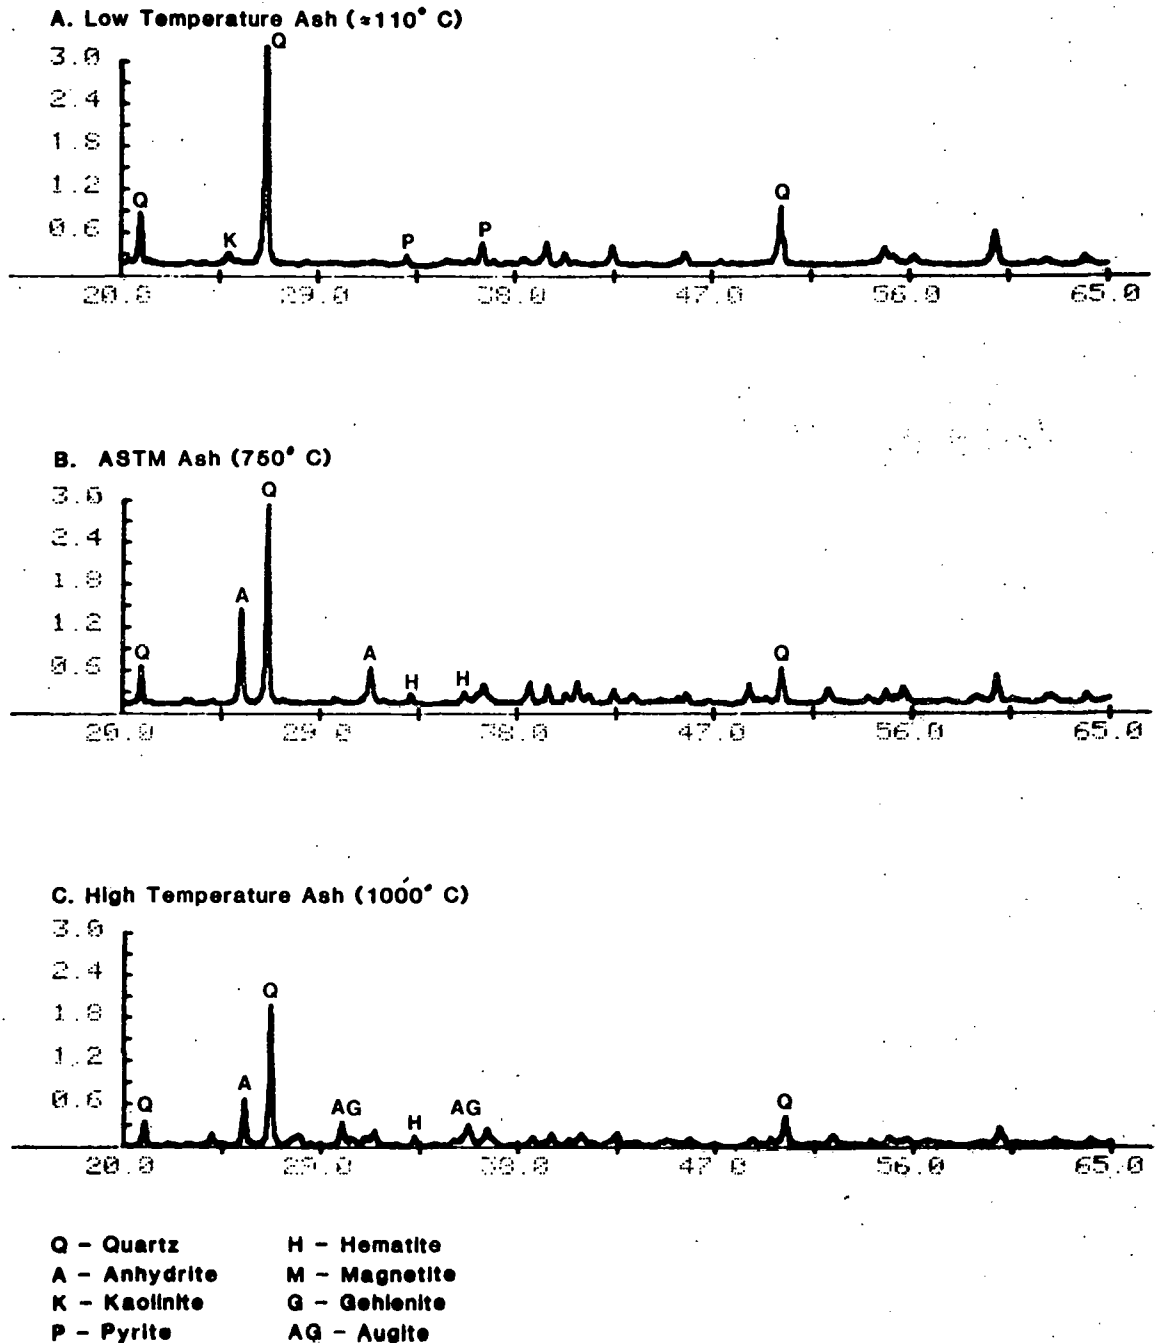 A. Low Temperature Ash (≈110° C)
3.0
2.4
1.8
1.2
0.6
Q
Q
K
P
P
Q
20.0 29.0 38.0 47.0 56.0 65.0
B. ASTM Ash (750° C)
3.0
2.4
1.8
1.2
0.6
Q
A
Q
A
H
H
Q
20.0 29.0 38.0 47.0 56.0 65.0
C. High Temperature Ash (1000° C)
3.0
2.4
1.8
1.2
0.6
Q
A
Q
AG
H
AG
Q
20.0 29.0 38.0 47.0 56.0 65.0
Q - Quartz H - Hematite
A - Anhydrite M - Magnetite
K - Kaolinite G - Gehlenite
P - Pyrite AG - Augite